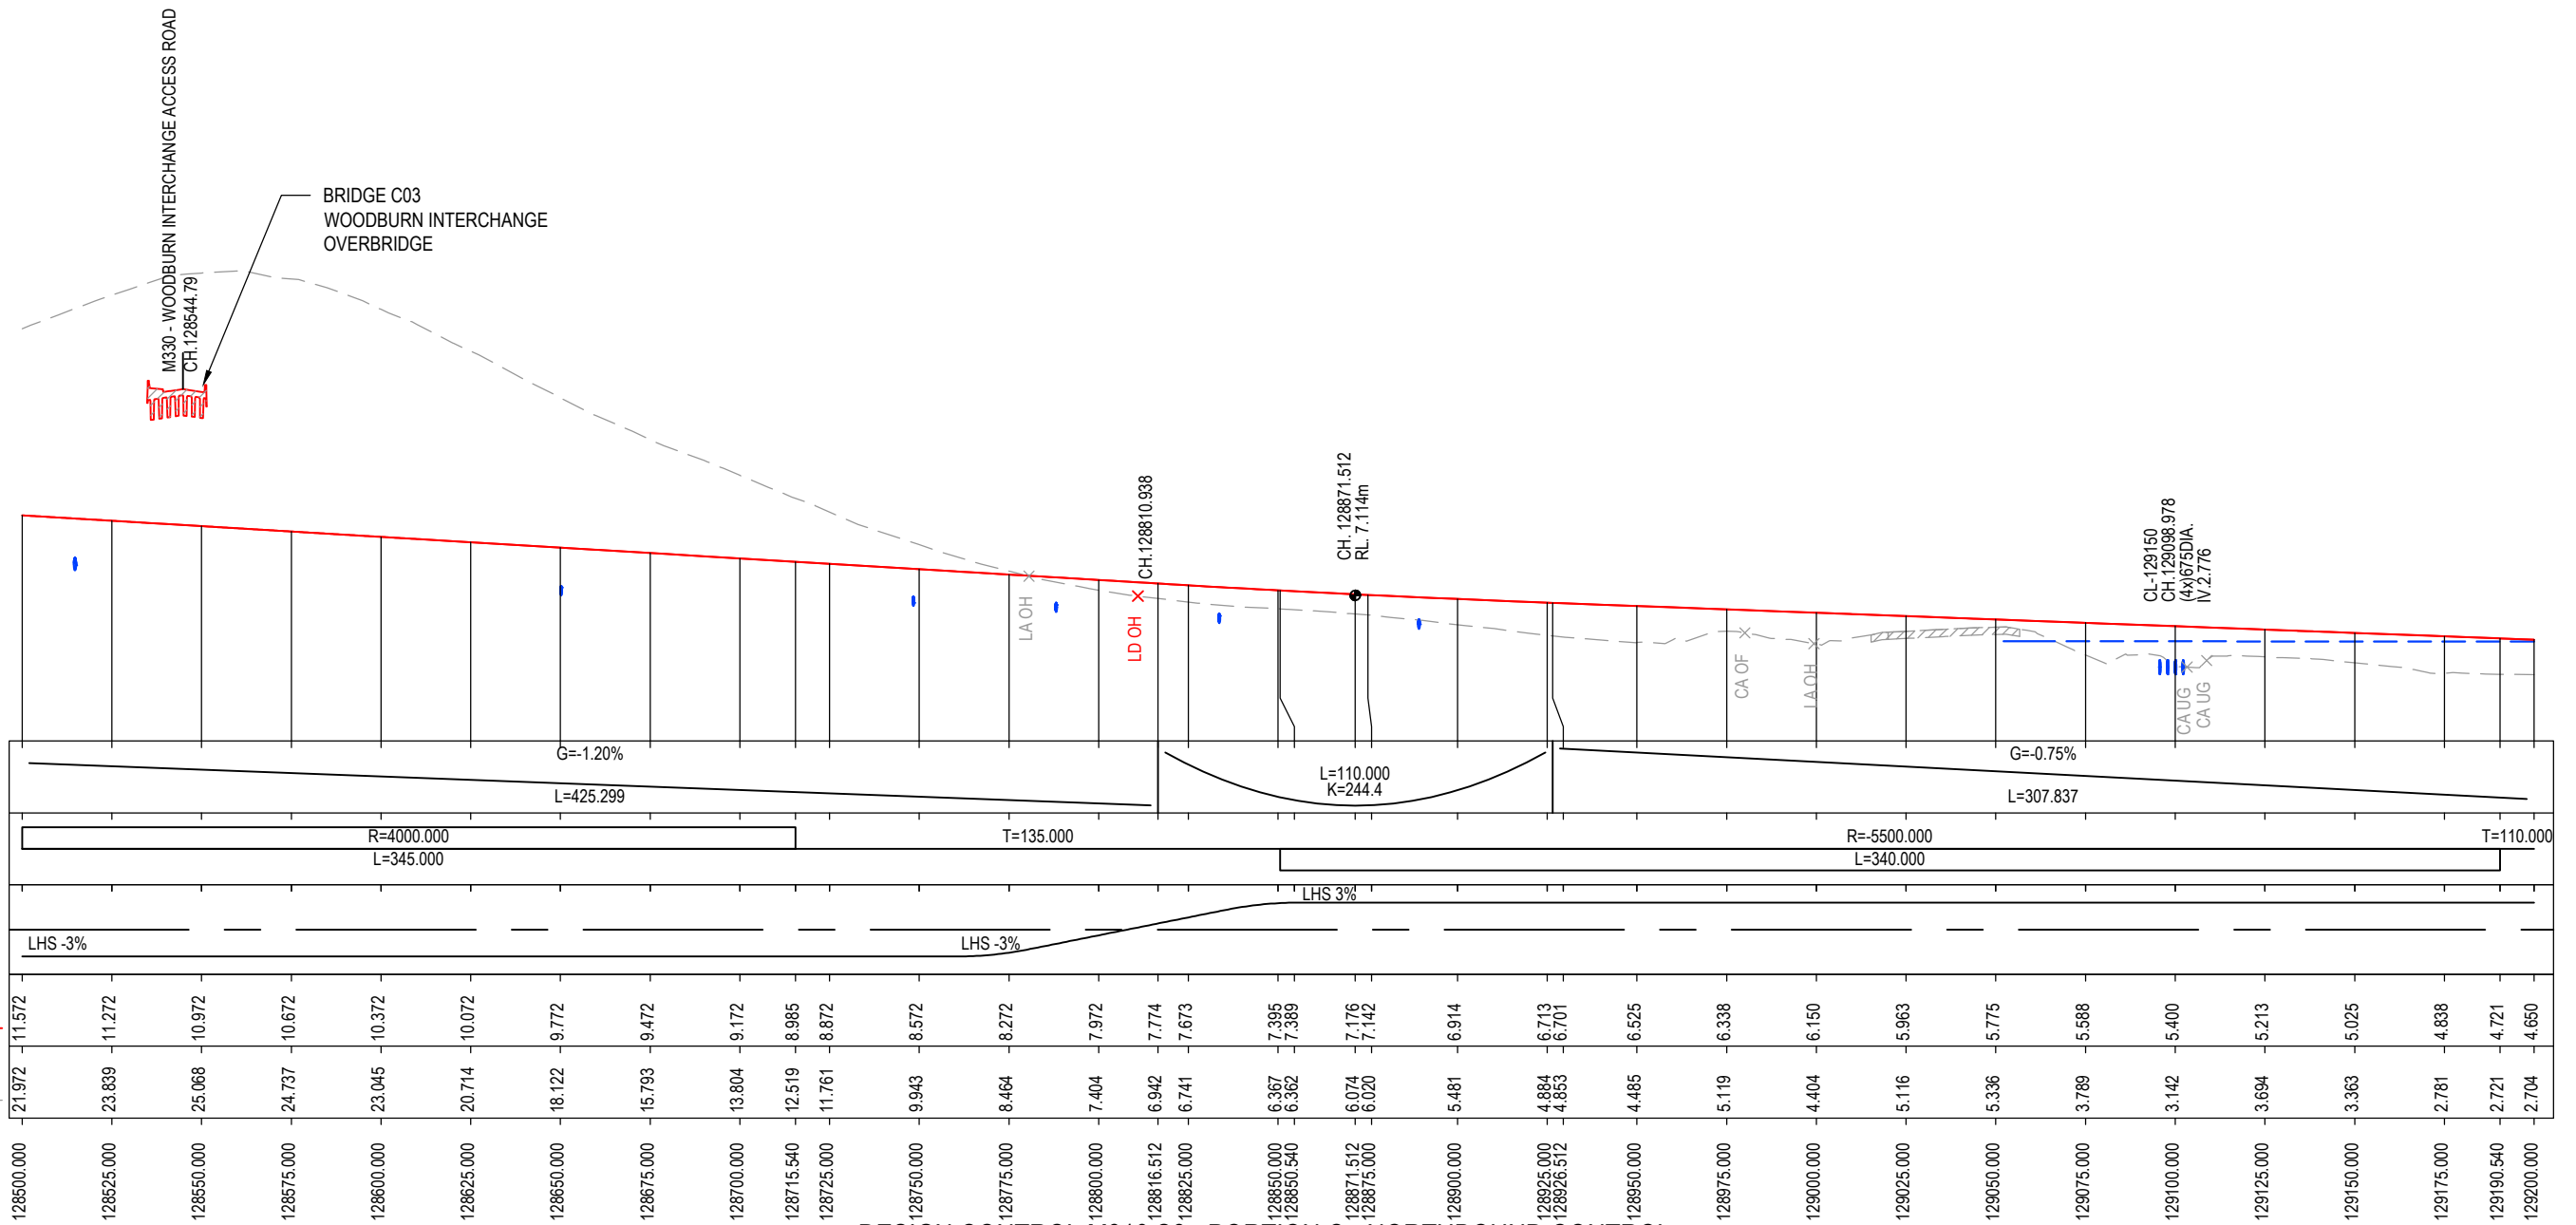 M330 - WOODBURN INTERCHANGE ACCESS ROAD
CH.128544.79
BRIDGE C03
WOODBURN INTERCHANGE
OVERBRIDGE
LA OH
LD OH
CH.128810.938
CH. 128871.512
RL. 7.114m
CA OF
LA OH
CL-129150
CH.129098.978
(4x)675DIA.
IV.2.776
CA UG
CA UG
G=-1.20%
L=425.299
L=110.000
K=244.4
G=-0.75%
L=307.837
R=4000.000
L=345.000
T=135.000
R=-5500.000
L=340.000
T=110.000
LHS -3%
LHS -3%
LHS 3%
11.572 11.272 10.972 10.672 10.372 10.072 9.772 9.472 9.172 8.985 8.872 8.572 8.272 7.972 7.774 7.673 7.395 7.389 7.176 7.142 6.914 6.713 6.701 6.525 6.338 6.150 5.963 5.775 5.588 5.400 5.213 5.025 4.838 4.721 4.650
21.972 23.839 25.068 24.737 23.045 20.714 18.122 15.793 13.804 12.519 11.761 9.943 8.464 7.404 6.942 6.741 6.367 6.362 6.074 6.020 5.481 4.884 4.853 4.485 5.119 4.404 5.116 5.336 3.789 3.142 3.694 3.363 2.781 2.721 2.704
128500.000 128525.000 128550.000 128575.000 128600.000 128625.000 128650.000 128675.000 128700.000 128715.540 128725.000 128750.000 128775.000 128800.000 128816.512 128825.000 128850.000 128850.540 128871.512 128875.000 128900.000 128925.000 128926.512 128950.000 128975.000 129000.000 129025.000 129050.000 129075.000 129100.000 129125.000 129150.000 129175.000 129190.540 129200.000